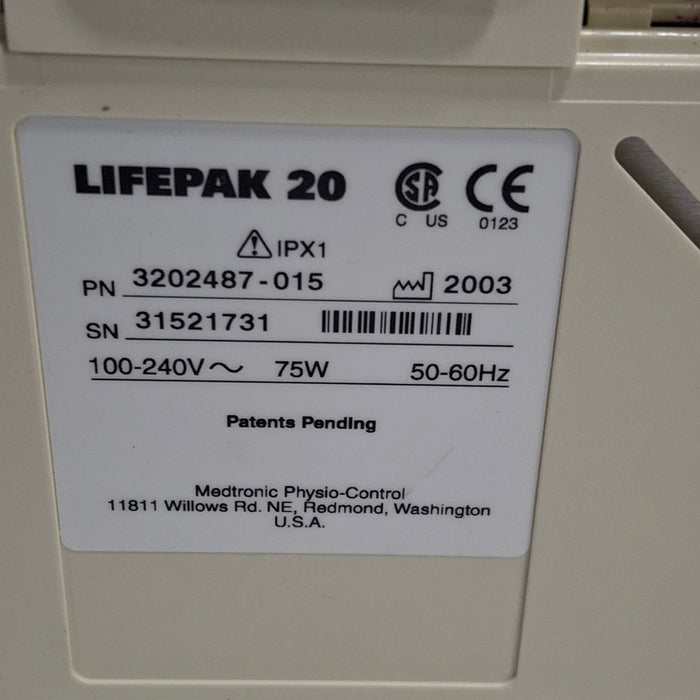 LIFEPAK 20
C US 0123
IPX1
PN 3202487-015 2003
SN 31521731
100-240V~ 75W 50-60Hz
Patents Pending
Medtronic Physio-Control
11811 Willows Rd. NE, Redmond, Washington
U.S.A.